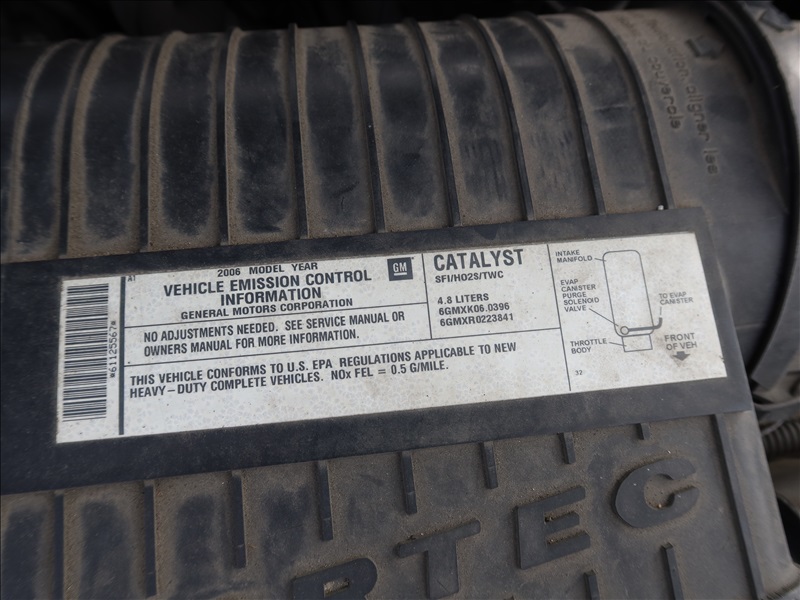 A1
2006 MODEL YEAR
VEHICLE EMISSION CONTROL
INFORMATION
GENERAL MOTORS CORPORATION
GM
CATALYST
SFI/HO2S/TWC
4.8 LITERS
6GMXK06.0396
6GMXR0223841
NO ADJUSTMENTS NEEDED. SEE SERVICE MANUAL OR
OWNERS MANUAL FOR MORE INFORMATION.
THIS VEHICLE CONFORMS TO U.S. EPA REGULATIONS APPLICABLE TO NEW
HEAVY-DUTY COMPLETE VEHICLES. NOx FEL = 0.5 G/MILE.
INTAKE
MANIFOLD
EVAP
CANISTER
PURGE
SOLENOID
VALVE
TO EVAP
CANISTER
THROTTLE
BODY
FRONT
OF VEH
32
*61125567*
RTEC